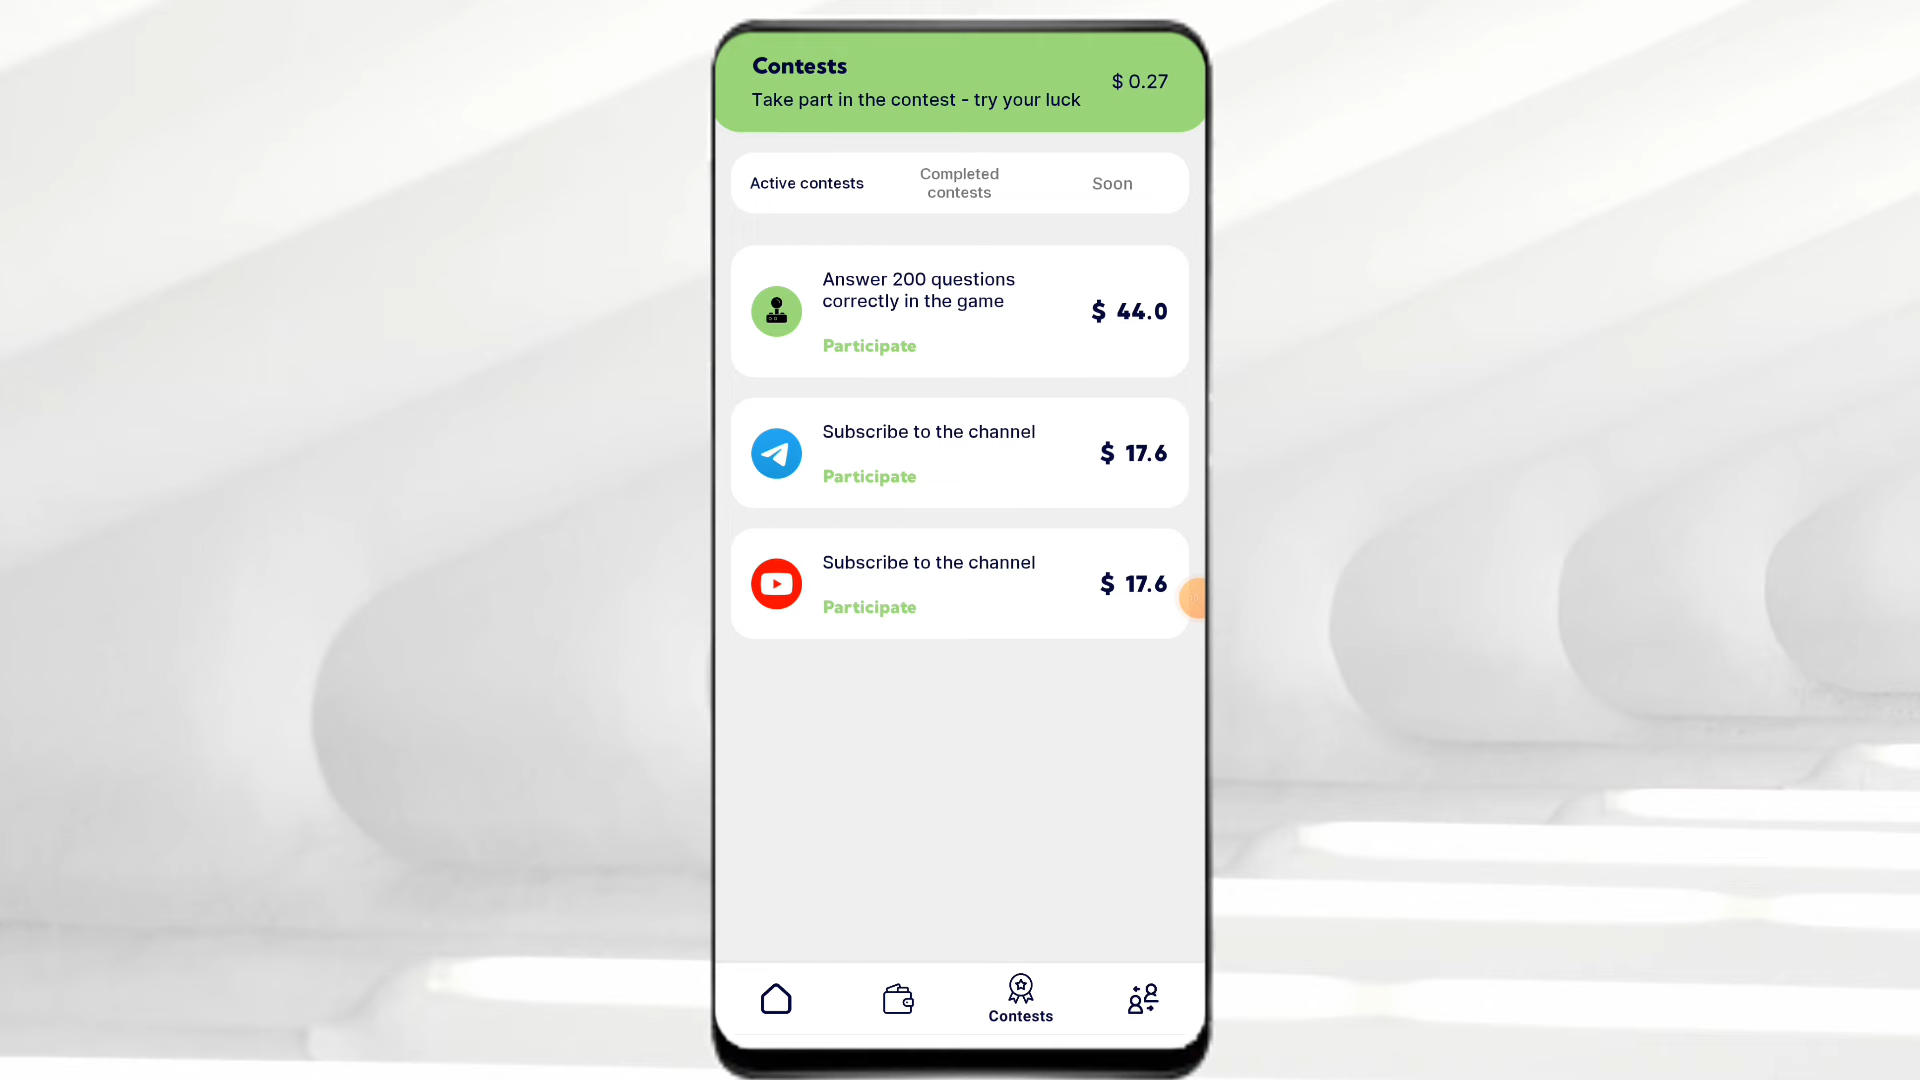 Contests
Take part in the contest - try your luck
$ 0.27
Active contests
Completed
contests
Soon
Answer 200 questions
correctly in the game
$ 44.0
Participate
Subscribe to the channel
$ 17.6
Participate
Subscribe to the channel
$ 17.6
Participate
Contests